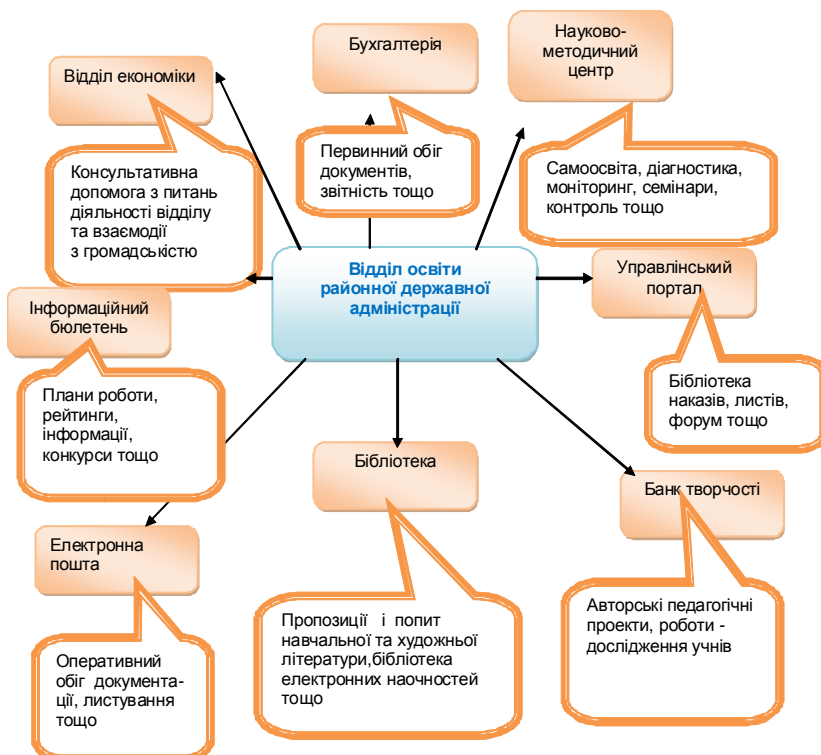 Бухгалтерія
Науково-
методичний
центр
Відділ економіки
Первинний обіг
документів,
звітність тощо
Консультативна
допомога з питань
діяльності відділу
та взаємодії
з громадськістю
Самоосвіта, діагностика,
моніторинг, семінари,
контроль тощо
Відділ освіти
районної державної
адміністрації
Управлінський
портал
Інформаційний
бюлетень
Бібліотека
наказів, листів,
форум тощо
Плани роботи,
рейтинги,
інформації,
конкурси тощо
Бібліотека
Банк творчості
Електронна
пошта
Авторські педагогічні
проекти, роботи -
дослідження учнів
Пропозиції і попит
навчальної та художньої
літератури,бібліотека
електронних наочностей
тощо
Оперативний
обіг документа-
ції, листування
тощо